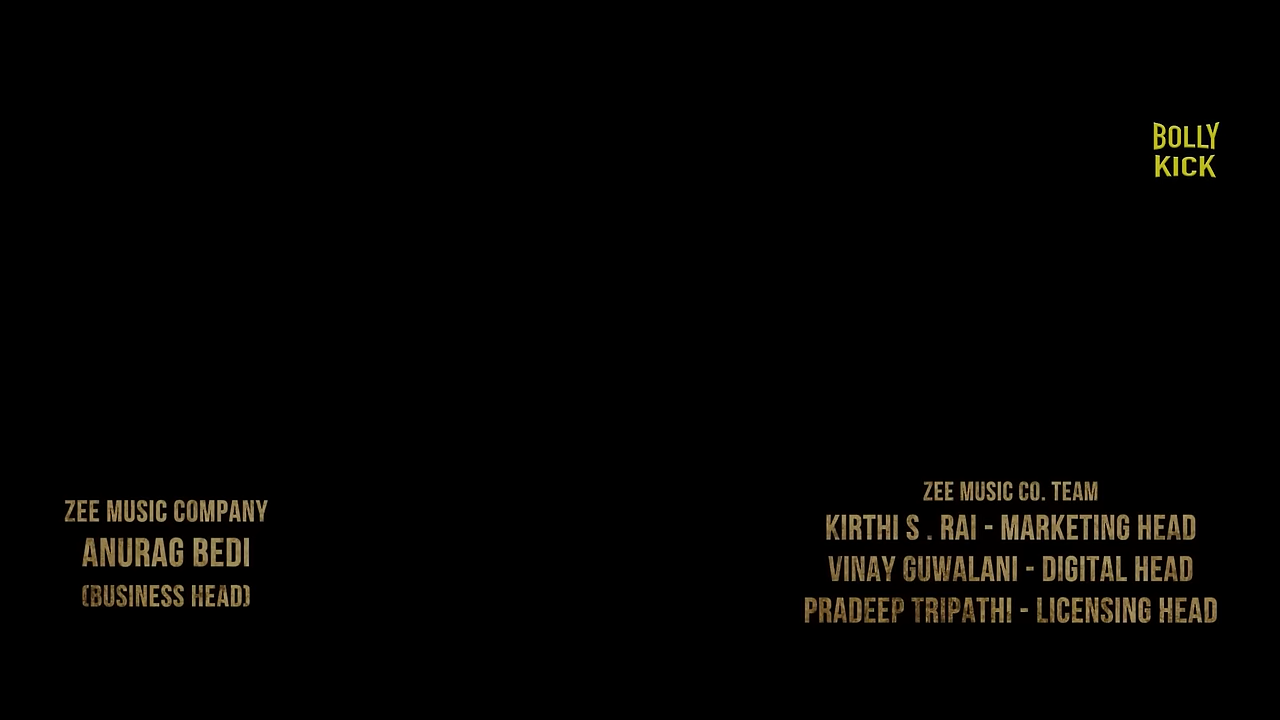 BOLLY
KICK
ZEE MUSIC COMPANY
ANURAG BEDI
(BUSINESS HEAD)
ZEE MUSIC CO. TEAM
KIRTHI S . RAI - MARKETING HEAD
VINAY GUWALANI - DIGITAL HEAD
PRADEEP TRIPATHI - LICENSING HEAD